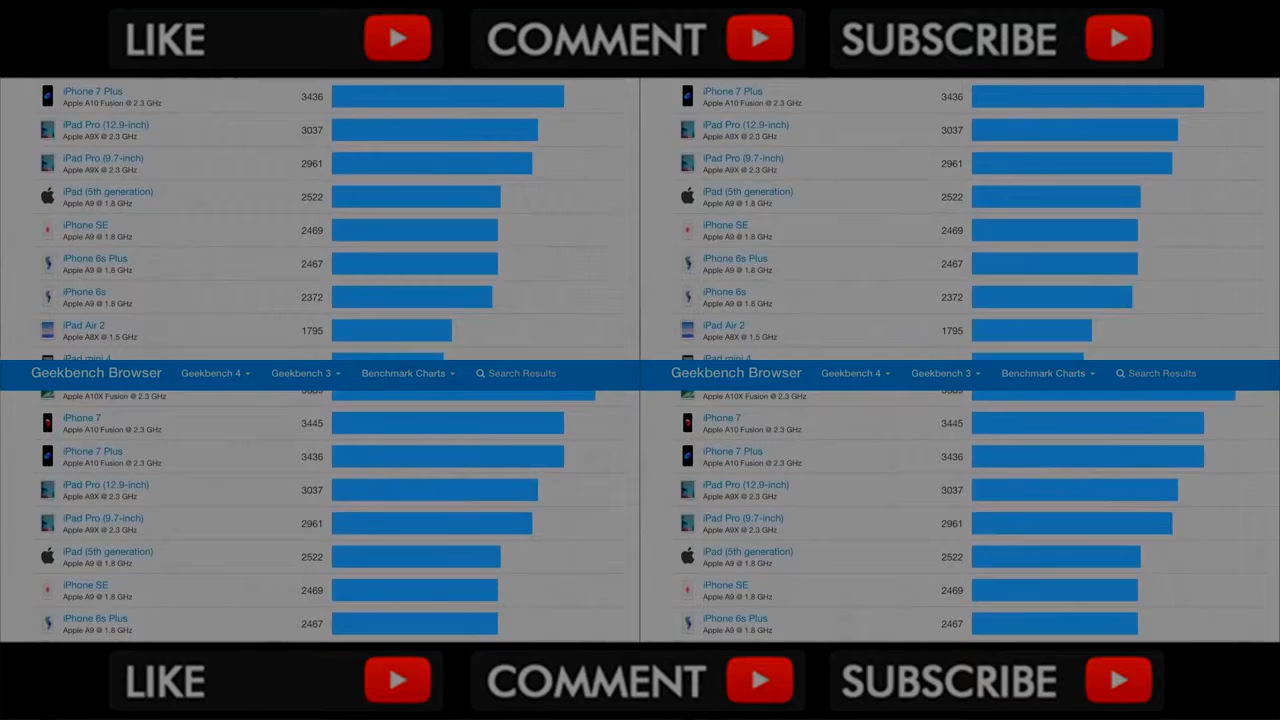 LIKE COMMENT SUBSCRIBE
iPhone 7 Plus
Apple A10 Fusion @ 2.3 GHz
3436
iPad Pro (12.9-inch)
Apple A9X @ 2.3 GHz
3037
iPad Pro (9.7-inch)
Apple A9X @ 2.3 GHz
2961
iPad (5th generation)
Apple A9 @ 1.8 GHz
2522
iPhone SE
Apple A9 @ 1.8 GHz
2469
iPhone 6s Plus
Apple A9 @ 1.8 GHz
2467
iPhone 6s
Apple A9 @ 1.8 GHz
2372
iPad Air 2
Apple A8X @ 1.5 GHz
1795
iPad mini 4
iPhone 7 Plus
Apple A10 Fusion @ 2.3 GHz
3436
iPad Pro (12.9-inch)
Apple A9X @ 2.3 GHz
3037
iPad Pro (9.7-inch)
Apple A9X @ 2.3 GHz
2961
iPad (5th generation)
Apple A9 @ 1.8 GHz
2522
iPhone SE
Apple A9 @ 1.8 GHz
2469
iPhone 6s Plus
Apple A9 @ 1.8 GHz
2467
iPhone 6s
Apple A9 @ 1.8 GHz
2372
iPad Air 2
Apple A8X @ 1.5 GHz
1795
iPad mini 4
Geekbench Browser Geekbench 4 Geekbench 3 Benchmark Charts Search Results
Apple A10X Fusion @ 2.3 GHz
iPhone 7
Apple A10 Fusion @ 2.3 GHz
3445
iPhone 7 Plus
Apple A10 Fusion @ 2.3 GHz
3436
iPad Pro (12.9-inch)
Apple A9X @ 2.3 GHz
3037
iPad Pro (9.7-inch)
Apple A9X @ 2.3 GHz
2961
iPad (5th generation)
Apple A9 @ 1.8 GHz
2522
iPhone SE
Apple A9 @ 1.8 GHz
2469
iPhone 6s Plus
Apple A9 @ 1.8 GHz
2467
Geekbench Browser Geekbench 4 Geekbench 3 Benchmark Charts Search Results
Apple A10X Fusion @ 2.3 GHz
iPhone 7
Apple A10 Fusion @ 2.3 GHz
3445
iPhone 7 Plus
Apple A10 Fusion @ 2.3 GHz
3436
iPad Pro (12.9-inch)
Apple A9X @ 2.3 GHz
3037
iPad Pro (9.7-inch)
Apple A9X @ 2.3 GHz
2961
iPad (5th generation)
Apple A9 @ 1.8 GHz
2522
iPhone SE
Apple A9 @ 1.8 GHz
2469
iPhone 6s Plus
Apple A9 @ 1.8 GHz
2467
LIKE COMMENT SUBSCRIBE